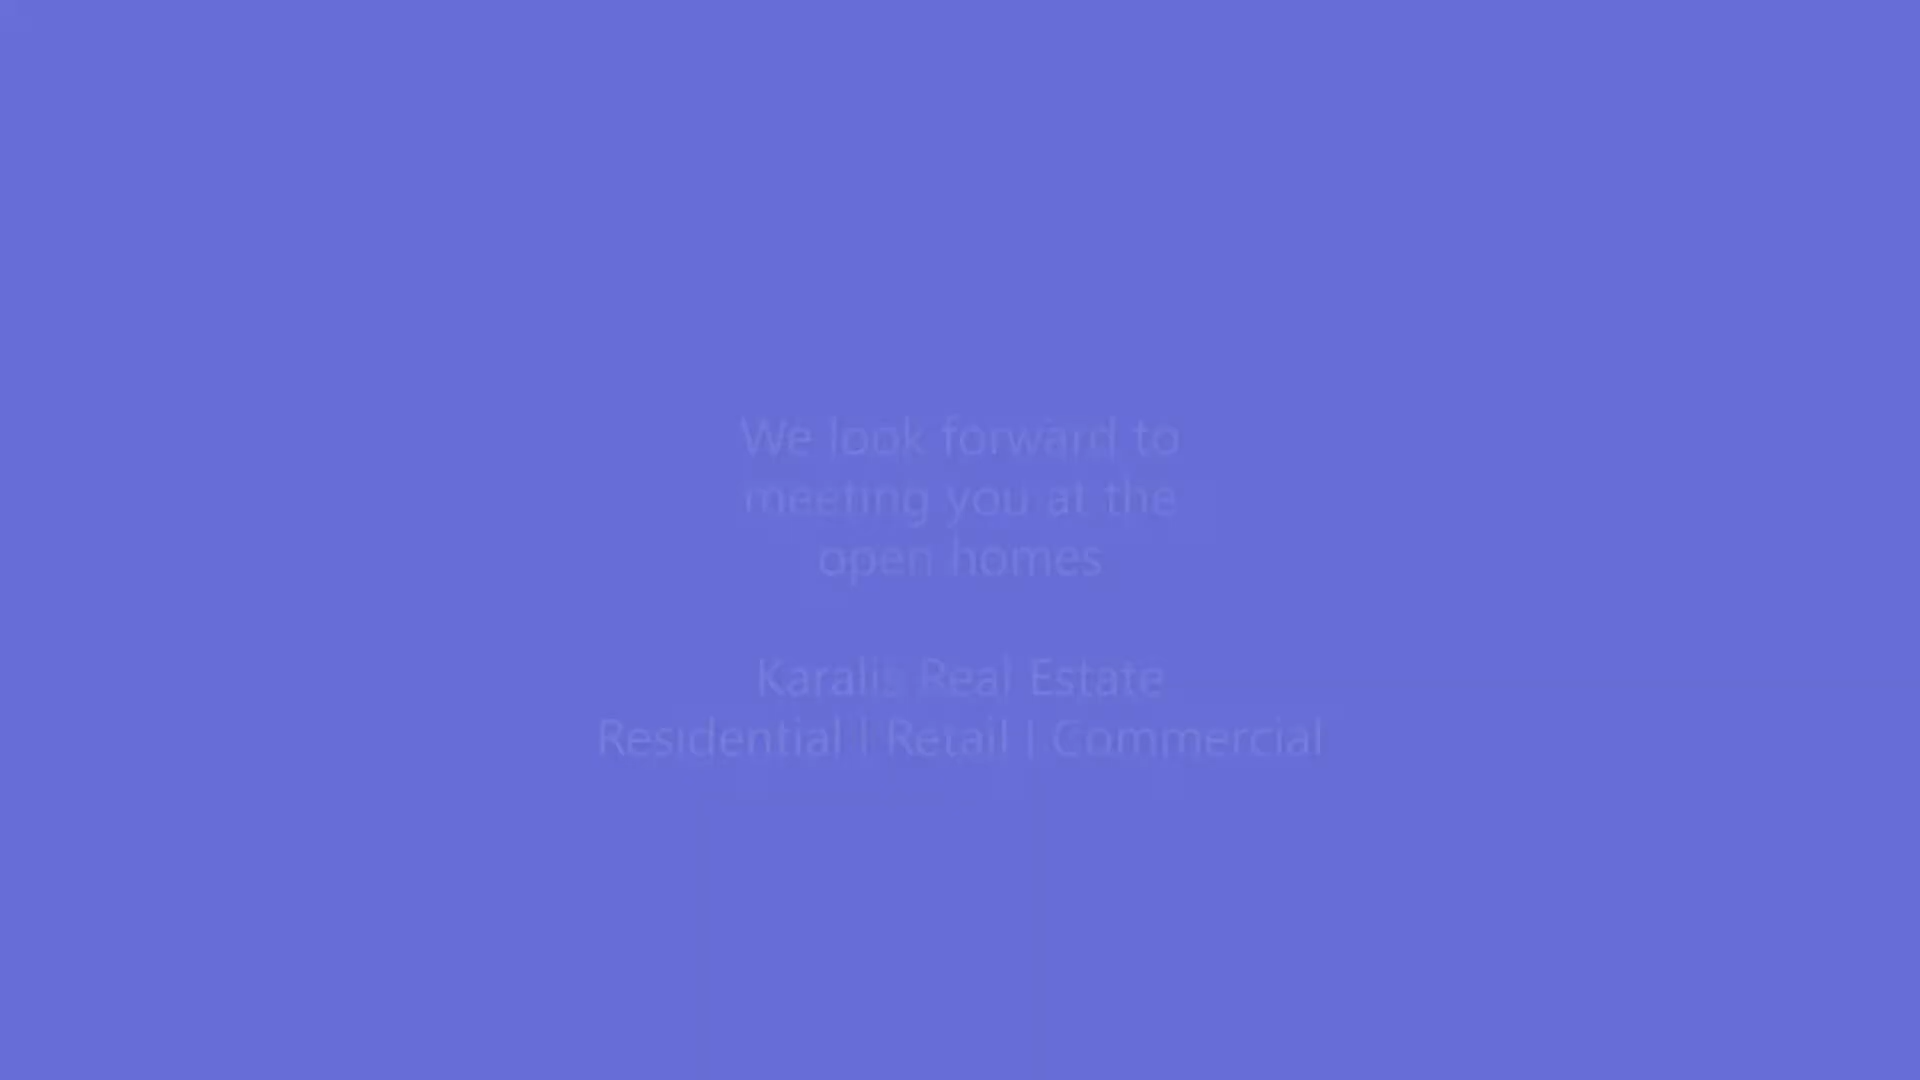 We look forward to
meeting you at the
open homes
Karalis Real Estate
Residential | Retail | Commercial